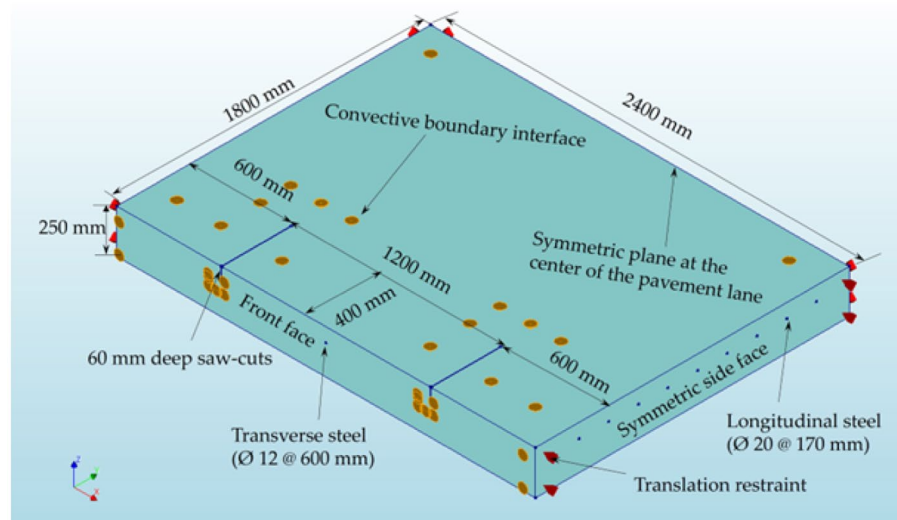 1800 mm
2400 mm
Convective boundary interface
600 mm
250 mm
Symmetric plane at the
center of the pavement lane
1200 mm
400 mm
Front face
60 mm deep saw-cuts
600 mm
Symmetric side face
Transverse steel
(Ø 12 @ 600 mm)
Longitudinal steel
(Ø 20 @ 170 mm)
Translation restraint
Z
Y
X